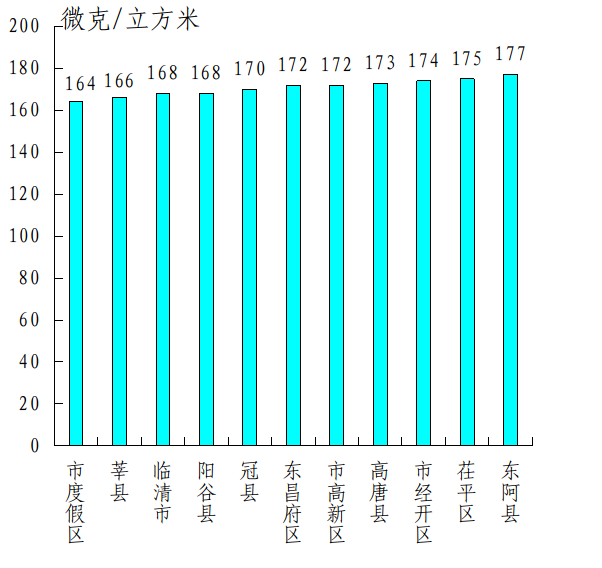 微克/立方米
200
180
160
140
120
100
80
60
40
20
0
164 166 168 168 170 172 172 173 174 175 177
市度假区
莘县
临清市
阳谷县
冠县
东昌府区
市高新区
高唐县
市经开区
茌平区
东阿县